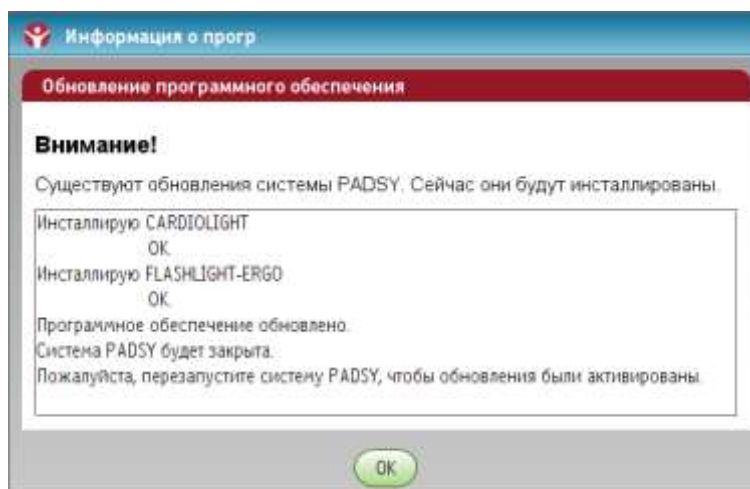 Информация о прогр
Обновление программного обеспечения
Внимание!
Существуют обновления системы PADSY. Сейчас они будут инсталлированы.
Инсталлирую CARDIOLIGHT
OK.
Инсталлирую FLASHLIGHT-ERGO
OK.
Программное обеспечение обновлено.
Система PADSY будет закрыта.
Пожалуйста, перезапустите систему PADSY, чтобы обновления были активированы.
OK